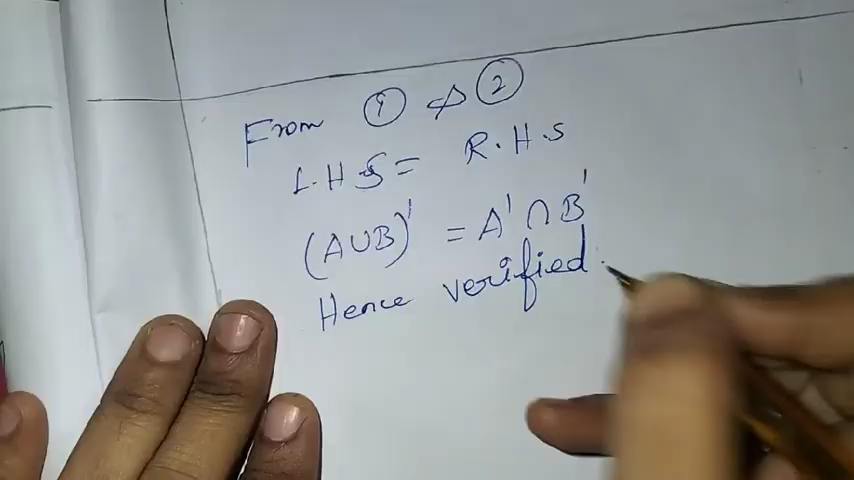 From ① & ②
L.H.S = R.H.S
(A∪B)' = A' ∩ B'
Hence verified.